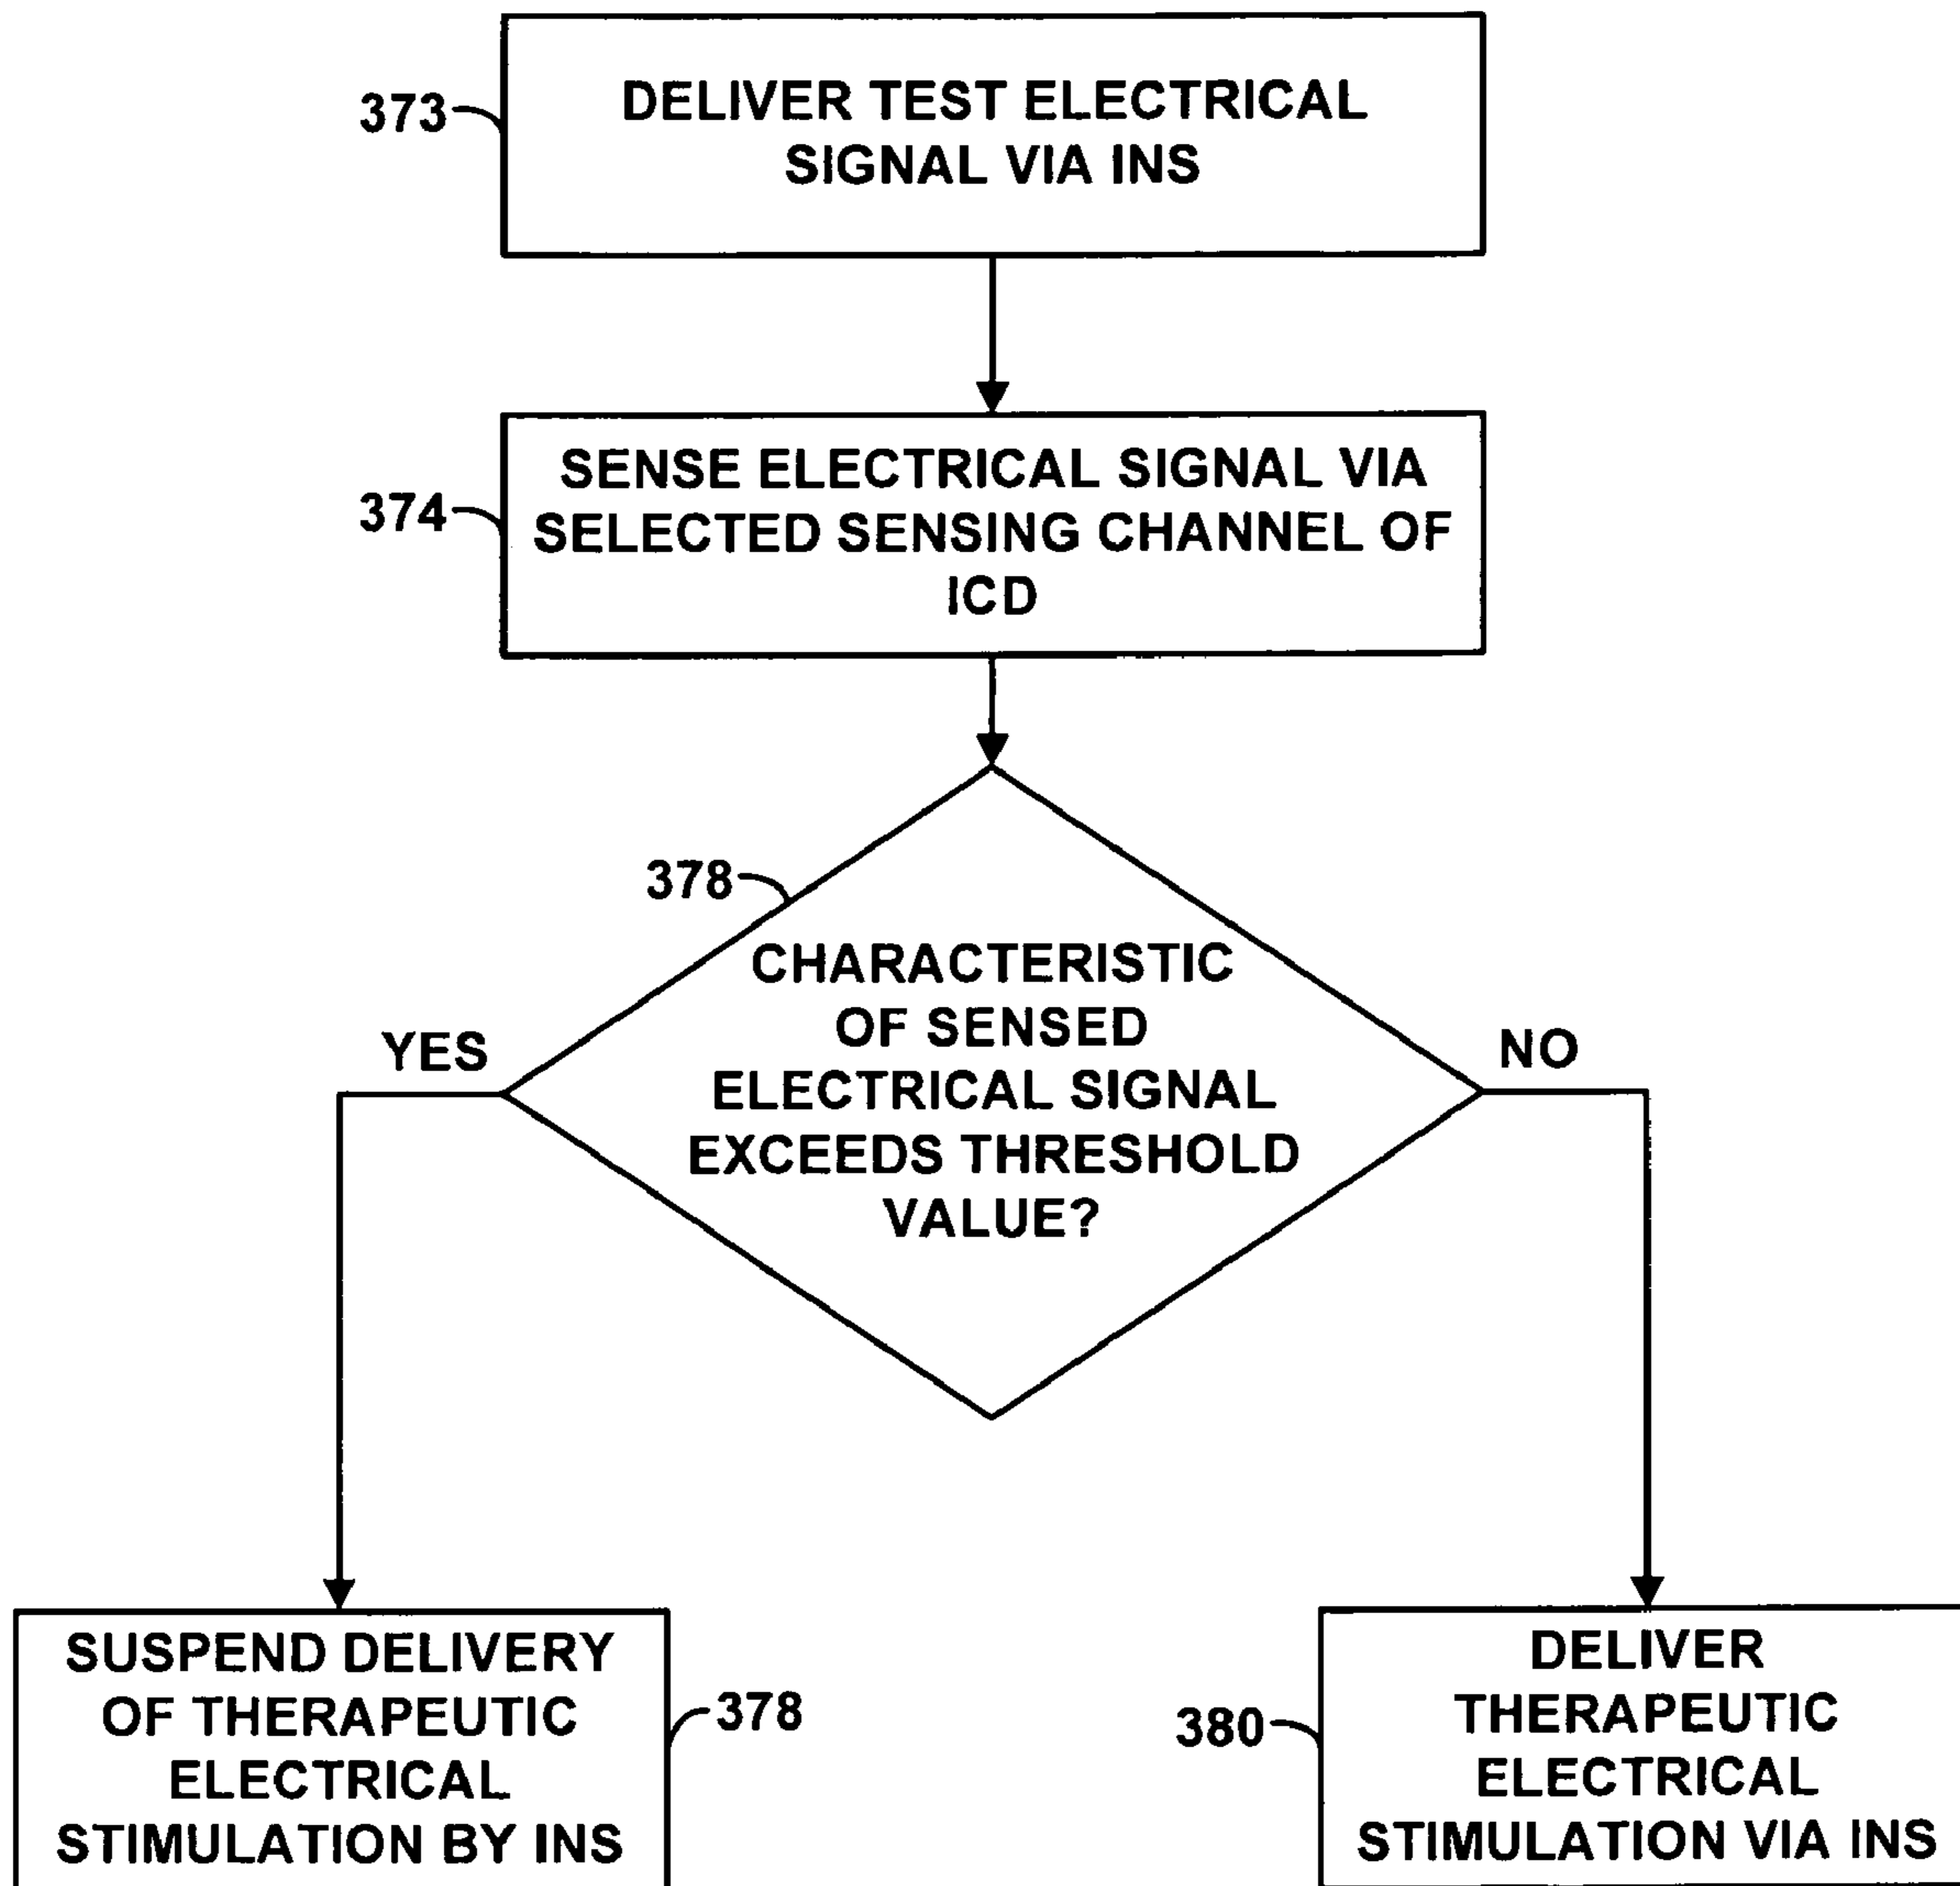 373
DELIVER TEST ELECTRICAL
SIGNAL VIA INS
374
SENSE ELECTRICAL SIGNAL VIA
SELECTED SENSING CHANNEL OF
ICD
378
CHARACTERISTIC
OF SENSED
ELECTRICAL SIGNAL
EXCEEDS THRESHOLD
VALUE?
YES
NO
SUSPEND DELIVERY
OF THERAPEUTIC
ELECTRICAL
STIMULATION BY INS
378
380
DELIVER
THERAPEUTIC
ELECTRICAL
STIMULATION VIA INS